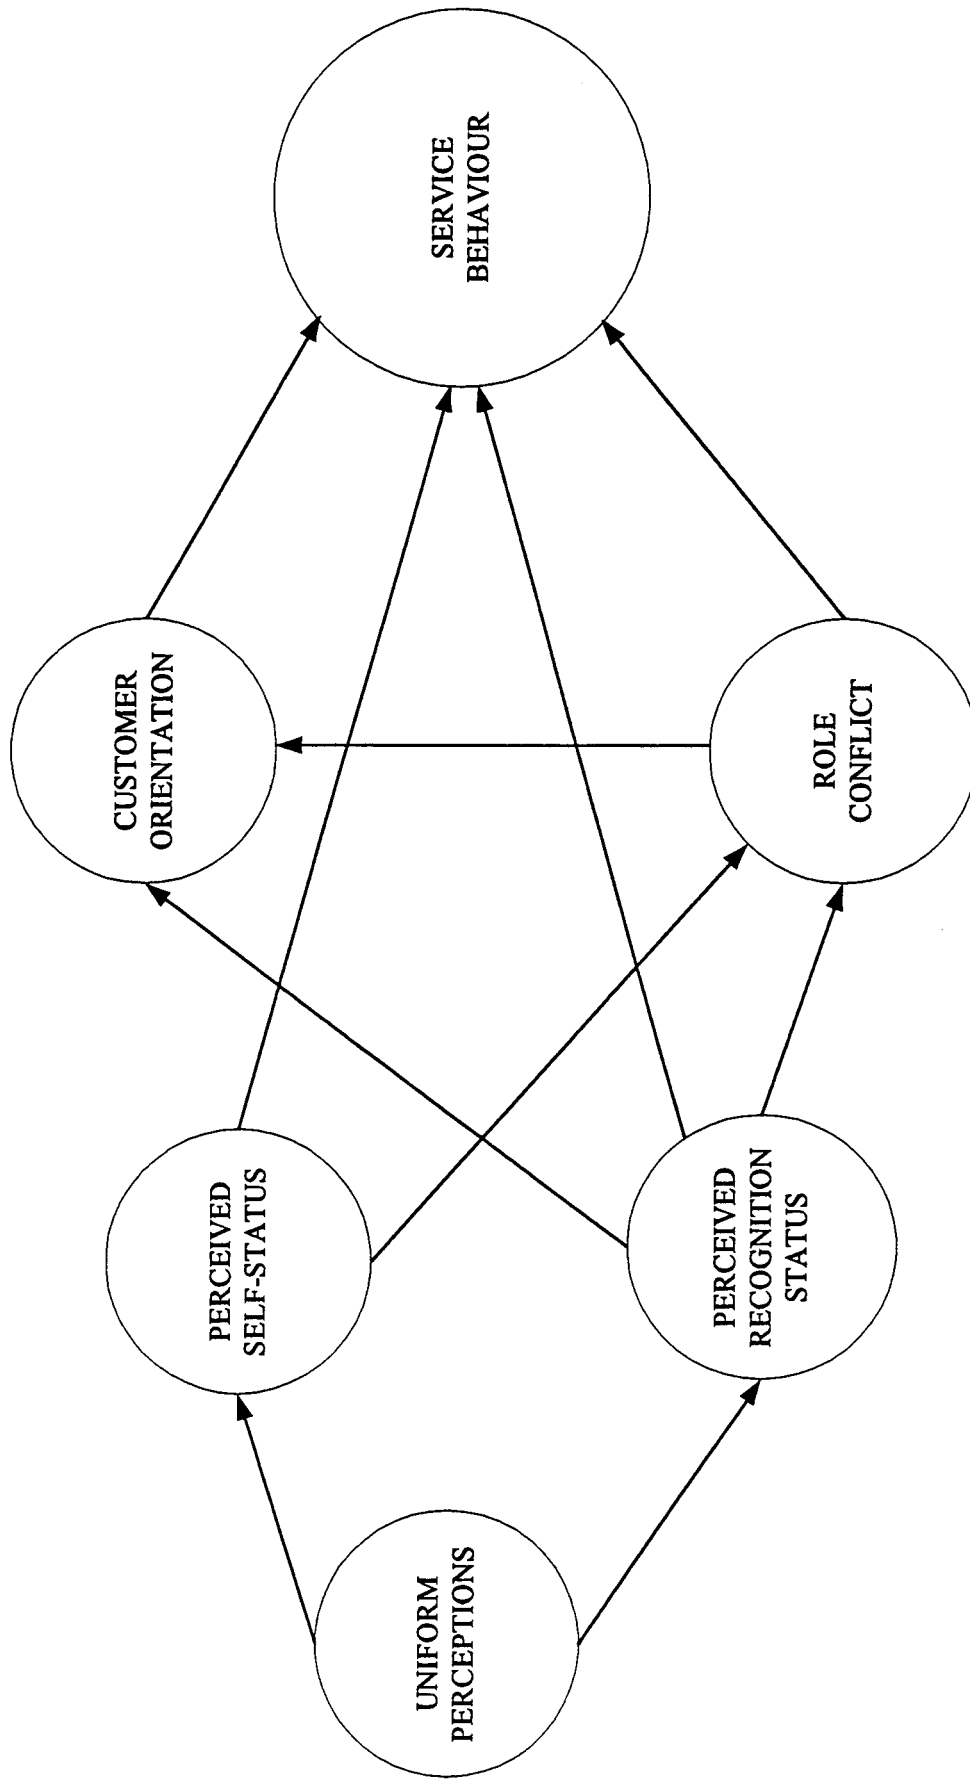 UNIFORM
PERCEPTIONS
PERCEIVED
SELF-STATUS
PERCEIVED
RECOGNITION
STATUS
CUSTOMER
ORIENTATION
ROLE
CONFLICT
SERVICE
BEHAVIOUR